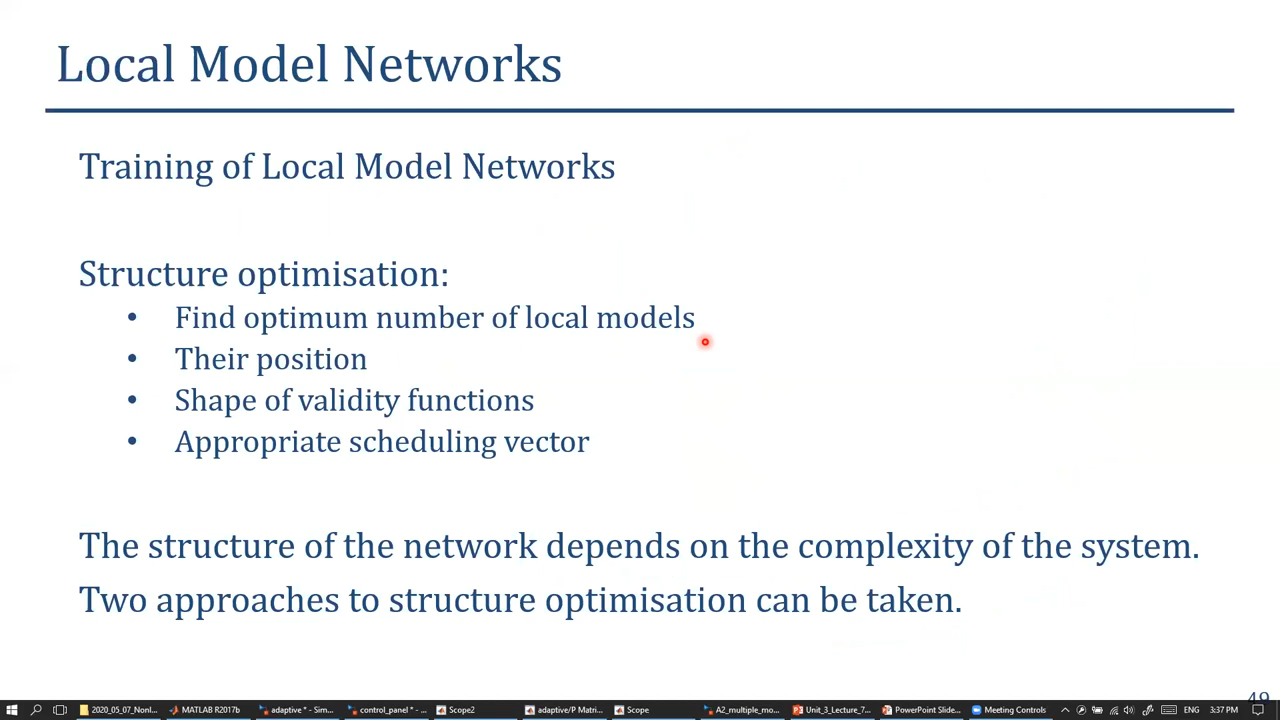 Local Model Networks
Training of Local Model Networks
Structure optimisation:
• Find optimum number of local models
• Their position
• Shape of validity functions
• Appropriate scheduling vector
The structure of the network depends on the complexity of the system.
Two approaches to structure optimisation can be taken.
49
2020_05_07_Nonl... MATLAB R2017b adaptive * - Sim... control_panel * - ... Scope2 adaptive/P Matri... Scope A2_multiple_mo... Unit_3_Lecture_7... PowerPoint Slide... Meeting Controls ENG 3:37 PM